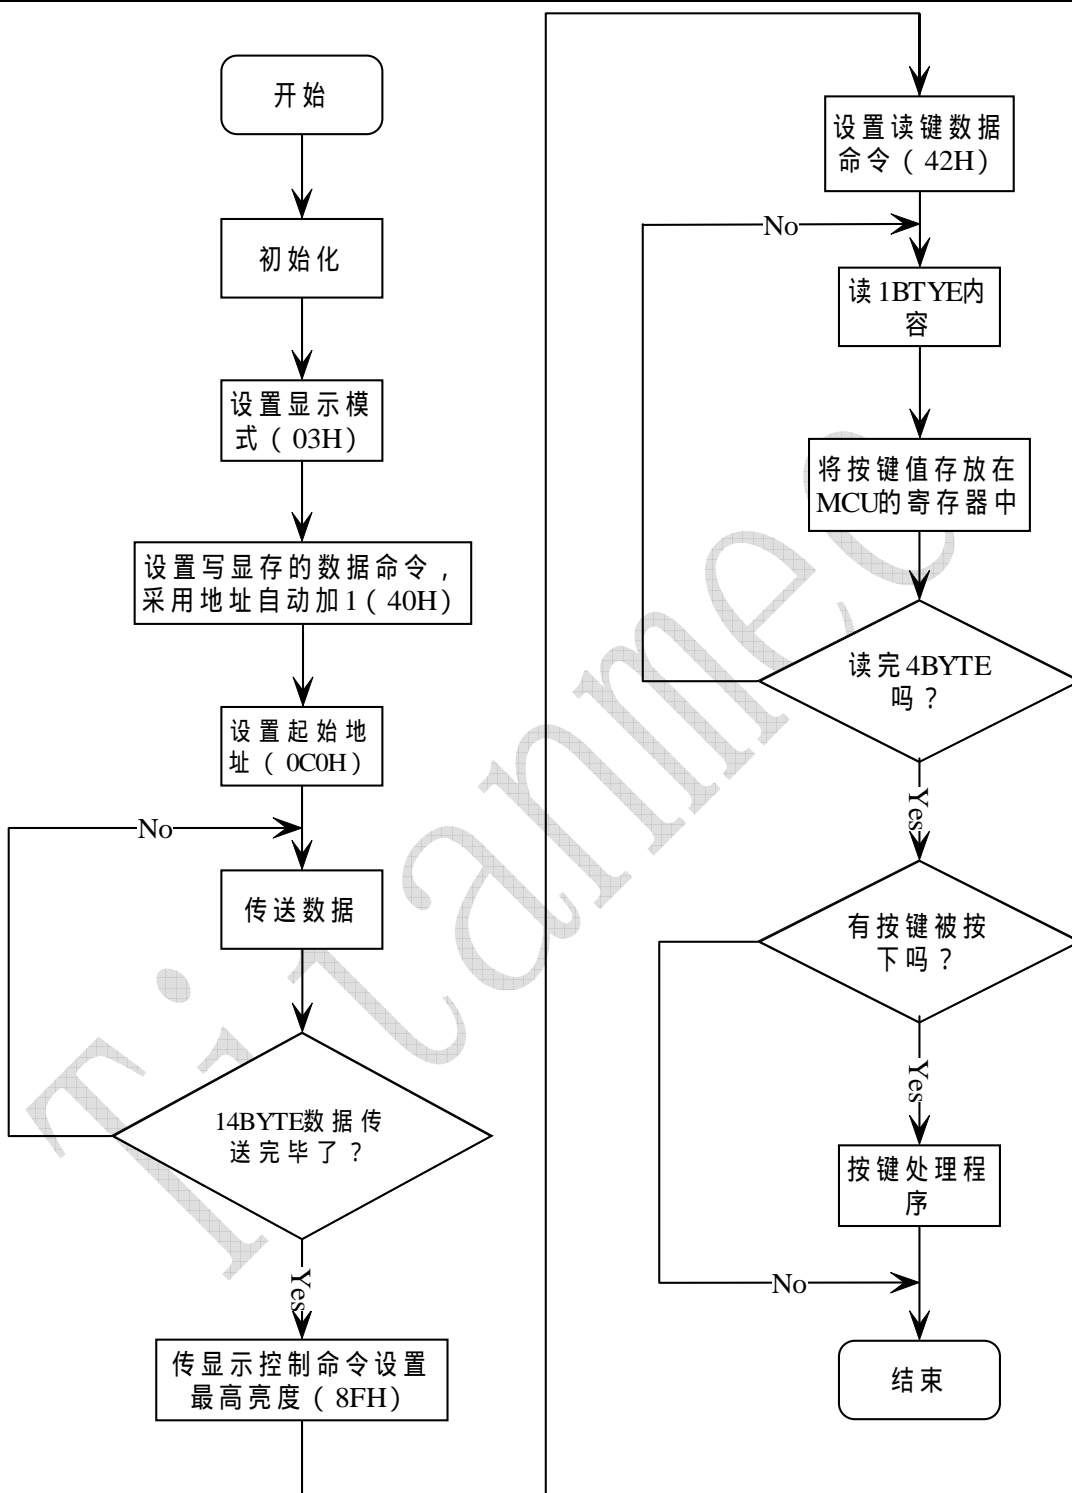 开始
初始化
设置显示模
式（03H）
设置写显存的数据命令，
采用地址自动加1（40H）
设置起始地
址（0C0H）
No
传送数据
14BYTE数据传
送完毕了？
Yes
传显示控制命令设置
最高亮度（8FH）
设置读键数据
命令（42H）
No
读1BTYE内
容
将按键值存放在
MCU的寄存器中
读完4BYTE
吗？
Yes
有按键被按
下吗？
Yes
按键处理程
序
No
结束
Titanmec